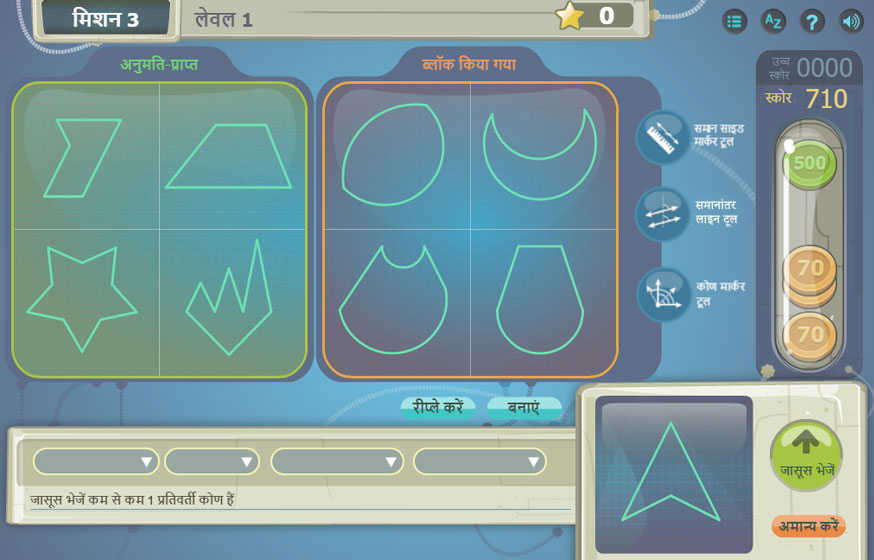 मिशन 3
लेवल 1
0
AZ
?
अनुमति-प्राप्त
ब्लॉक किया गया
उच्च
स्कोर 0000
स्कोर 710
समान साइड
मार्कर टूल
समानांतर
लाइन टूल
कोण मार्कर
टूल
500
70
70
रीप्ले करें
बनाएं
जासूस भेजें कम से कम 1 प्रतिवर्ती कोण हैं
जासूस भेजें
अमान्य करें